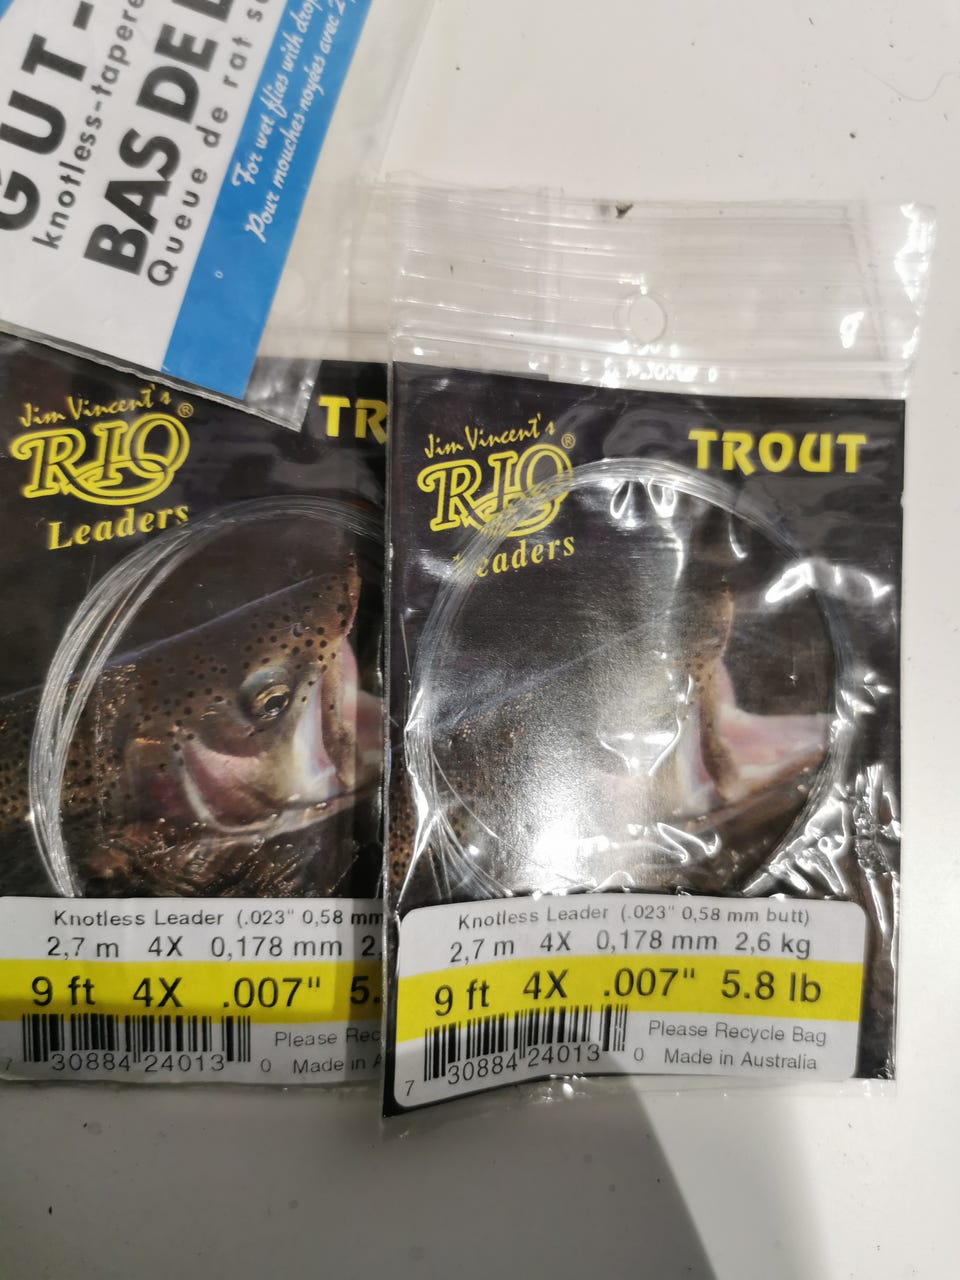 GUT-
knotless-tapere
BAS DE L
Queue de rat s
For wet flies with drop
Pour mouches noyées avec 2
Jim Vincent's
RIO®
Leaders
TR
Knotless Leader (.023" 0,58 mm
2,7 m 4X 0,178 mm 2,
9 ft 4X .007" 5.
Please Rec
Made in A
7 30884 24013 0
Jim Vincent's
RIO®
Leaders
TROUT
Knotless Leader (.023" 0,58 mm butt)
2,7 m 4X 0,178 mm 2,6 kg
9 ft 4X .007" 5.8 lb
Please Recycle Bag
Made in Australia
7 30884 24013 0